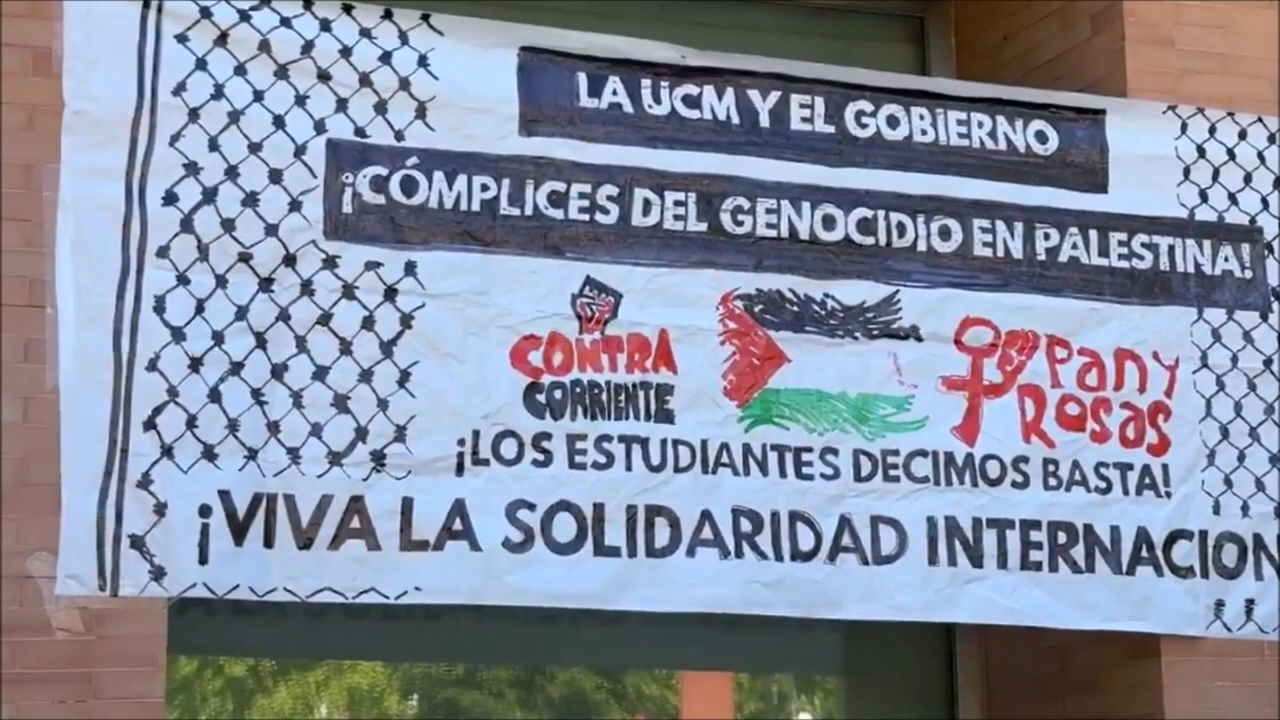 LA UCM Y EL GOBIERNO
¡CÓMPLICES DEL GENOCIDIO EN PALESTINA!
CONTRA
CORRIENTE
PAN Y
ROSAS
¡LOS ESTUDIANTES DECIMOS BASTA!
¡VIVA LA SOLIDARIDAD INTERNACION